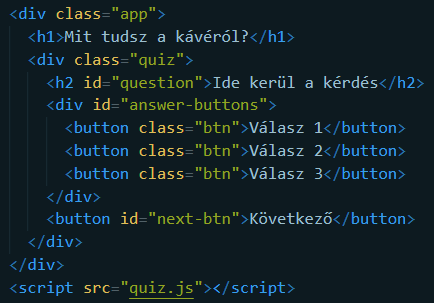 <div class="app">
<h1>Mit tudsz a kávéról?</h1>
<div class="quiz">
<h2 id="question">Ide kerül a kérdés</h2>
<div id="answer-buttons">
<button class="btn">Válasz 1</button>
<button class="btn">Válasz 2</button>
<button class="btn">Válasz 3</button>
</div>
<button id="next-btn">Következő</button>
</div>
</div>
<script src="quiz.js"></script>